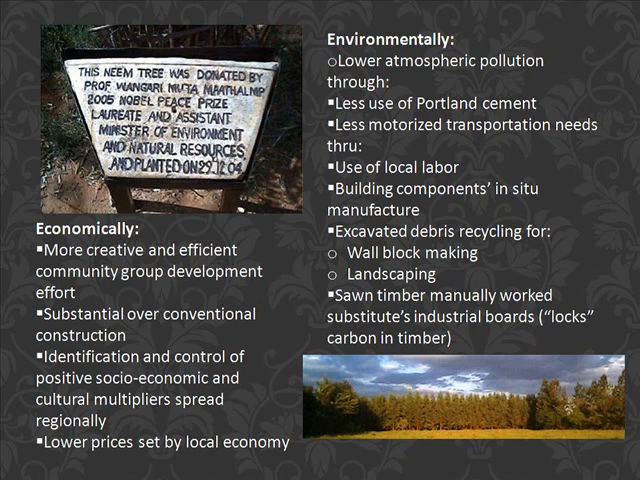 THIS NEEM TREE WAS DONATED BY
PROF WANGARI MUTA MAATHAI,MP
2005 NOBEL PEACE PRIZE
LAUREATE AND ASSISTANT
MINISTER OF ENVIRONMENT
AND NATURAL RESOURCES,
AND PLANTED ON 29.12.04
Economically:
▪More creative and efficient
community group development
effort
▪Substantial over conventional
construction
▪Identification and control of
positive socio-economic and
cultural multipliers spread
regionally
▪Lower prices set by local economy
Environmentally:
oLower atmospheric pollution
through:
▪Less use of Portland cement
▪Less motorized transportation needs
thru:
▪Use of local labor
▪Building components’ in situ
manufacture
▪Excavated debris recycling for:
o Wall block making
o Landscaping
▪Sawn timber manually worked
substitute’s industrial boards (“locks”
carbon in timber)